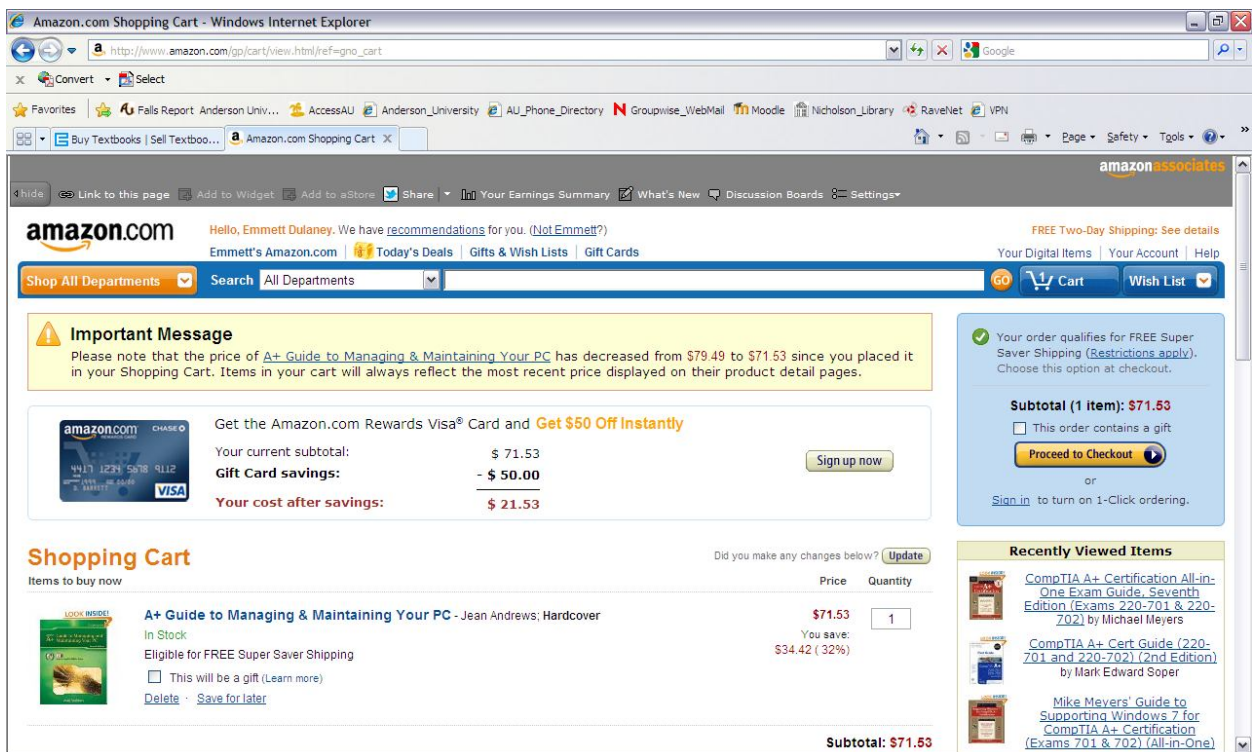 Amazon.com Shopping Cart - Windows Internet Explorer
http://www.amazon.com/gp/cart/view.html/ref=gno_cart
Google
x Convert Select
Favorites Falls Report Anderson Univ... AccessAU Anderson_University AU_Phone_Directory Groupwise_WebMail Moodle Nicholson_Library RaveNet VPN
Buy Textbooks | Sell Textboo... Amazon.com Shopping Cart X Page Safety Tools »
amazonassociates
hide Link to this page Add to Widget Add to aStore Share Your Earnings Summary What's New Discussion Boards Settings
amazon.com
Hello, Emmett Dulaney. We have recommendations for you. (Not Emmett?)
FREE Two-Day Shipping: See details
Emmett's Amazon.com | Today's Deals | Gifts & Wish Lists | Gift Cards
Your Digital Items | Your Account | Help
Shop All Departments Search All Departments GO 1 Cart Wish List
Important Message
Please note that the price of A+ Guide to Managing & Maintaining Your PC has decreased from $79.49 to $71.53 since you placed it
in your Shopping Cart. Items in your cart will always reflect the most recent price displayed on their product detail pages.
Your order qualifies for FREE Super
Saver Shipping (Restrictions apply).
Choose this option at checkout.
Subtotal (1 item): $71.53
This order contains a gift
Proceed to Checkout
or
Sign in to turn on 1-Click ordering.
amazon.com CHASE
4417 1234 5678 9112
VISA
Get the Amazon.com Rewards Visa® Card and Get $50 Off Instantly
Your current subtotal: $ 71.53
Gift Card savings: - $ 50.00
Your cost after savings: $ 21.53
Sign up now
Shopping Cart
Did you make any changes below? Update
Items to buy now Price Quantity
LOOK INSIDE!
A+ Guide to Managing & Maintaining Your PC - Jean Andrews; Hardcover $71.53 1
In Stock You save:
Eligible for FREE Super Saver Shipping $34.42 (32%)
This will be a gift (Learn more)
Delete · Save for later
Subtotal: $71.53
Recently Viewed Items
CompTIA A+ Certification All-in-
One Exam Guide, Seventh
Edition (Exams 220-701 & 220-
702) by Michael Meyers
CompTIA A+ Cert Guide (220-
701 and 220-702) (2nd Edition)
by Mark Edward Soper
Mike Meyers' Guide to
Supporting Windows 7 for
CompTIA A+ Certification
(Exams 701 & 702) (All-in-One)